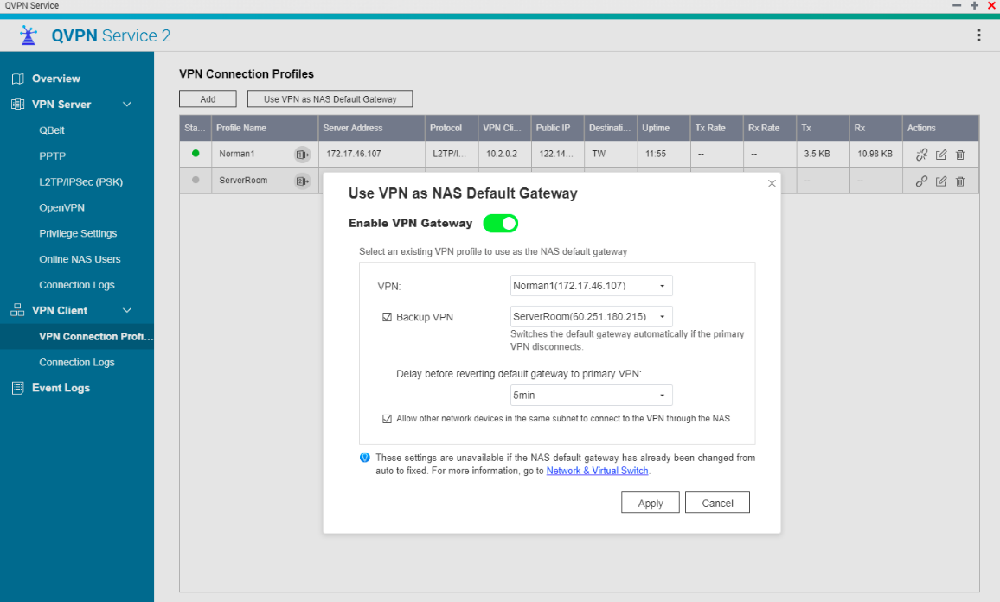 QVPN Service
QVPN Service 2
Overview
VPN Server
QBelt
PPTP
L2TP/IPSec (PSK)
OpenVPN
Privilege Settings
Online NAS Users
Connection Logs
VPN Client
VPN Connection Profi...
Connection Logs
Event Logs
VPN Connection Profiles
Add
Use VPN as NAS Default Gateway
Sta... Profile Name Server Address Protocol VPN Cli... Public IP Destinati... Uptime Tx Rate Rx Rate Tx Rx Actions
Norman1 1 172.17.46.107 L2TP/I... 10.2.0.2 122.14... TW 11:55 -- -- 3.5 KB 10.98 KB
ServerRoom 2 -- --
Use VPN as NAS Default Gateway
Enable VPN Gateway
Select an existing VPN profile to use as the NAS default gateway
VPN: Norman1(172.17.46.107)
Backup VPN ServerRoom(60.251.180.215)
Switches the default gateway automatically if the primary
VPN disconnects.
Delay before reverting default gateway to primary VPN:
5min
Allow other network devices in the same subnet to connect to the VPN through the NAS
These settings are unavailable if the NAS default gateway has already been changed from
auto to fixed. For more information, go to Network & Virtual Switch.
Apply
Cancel